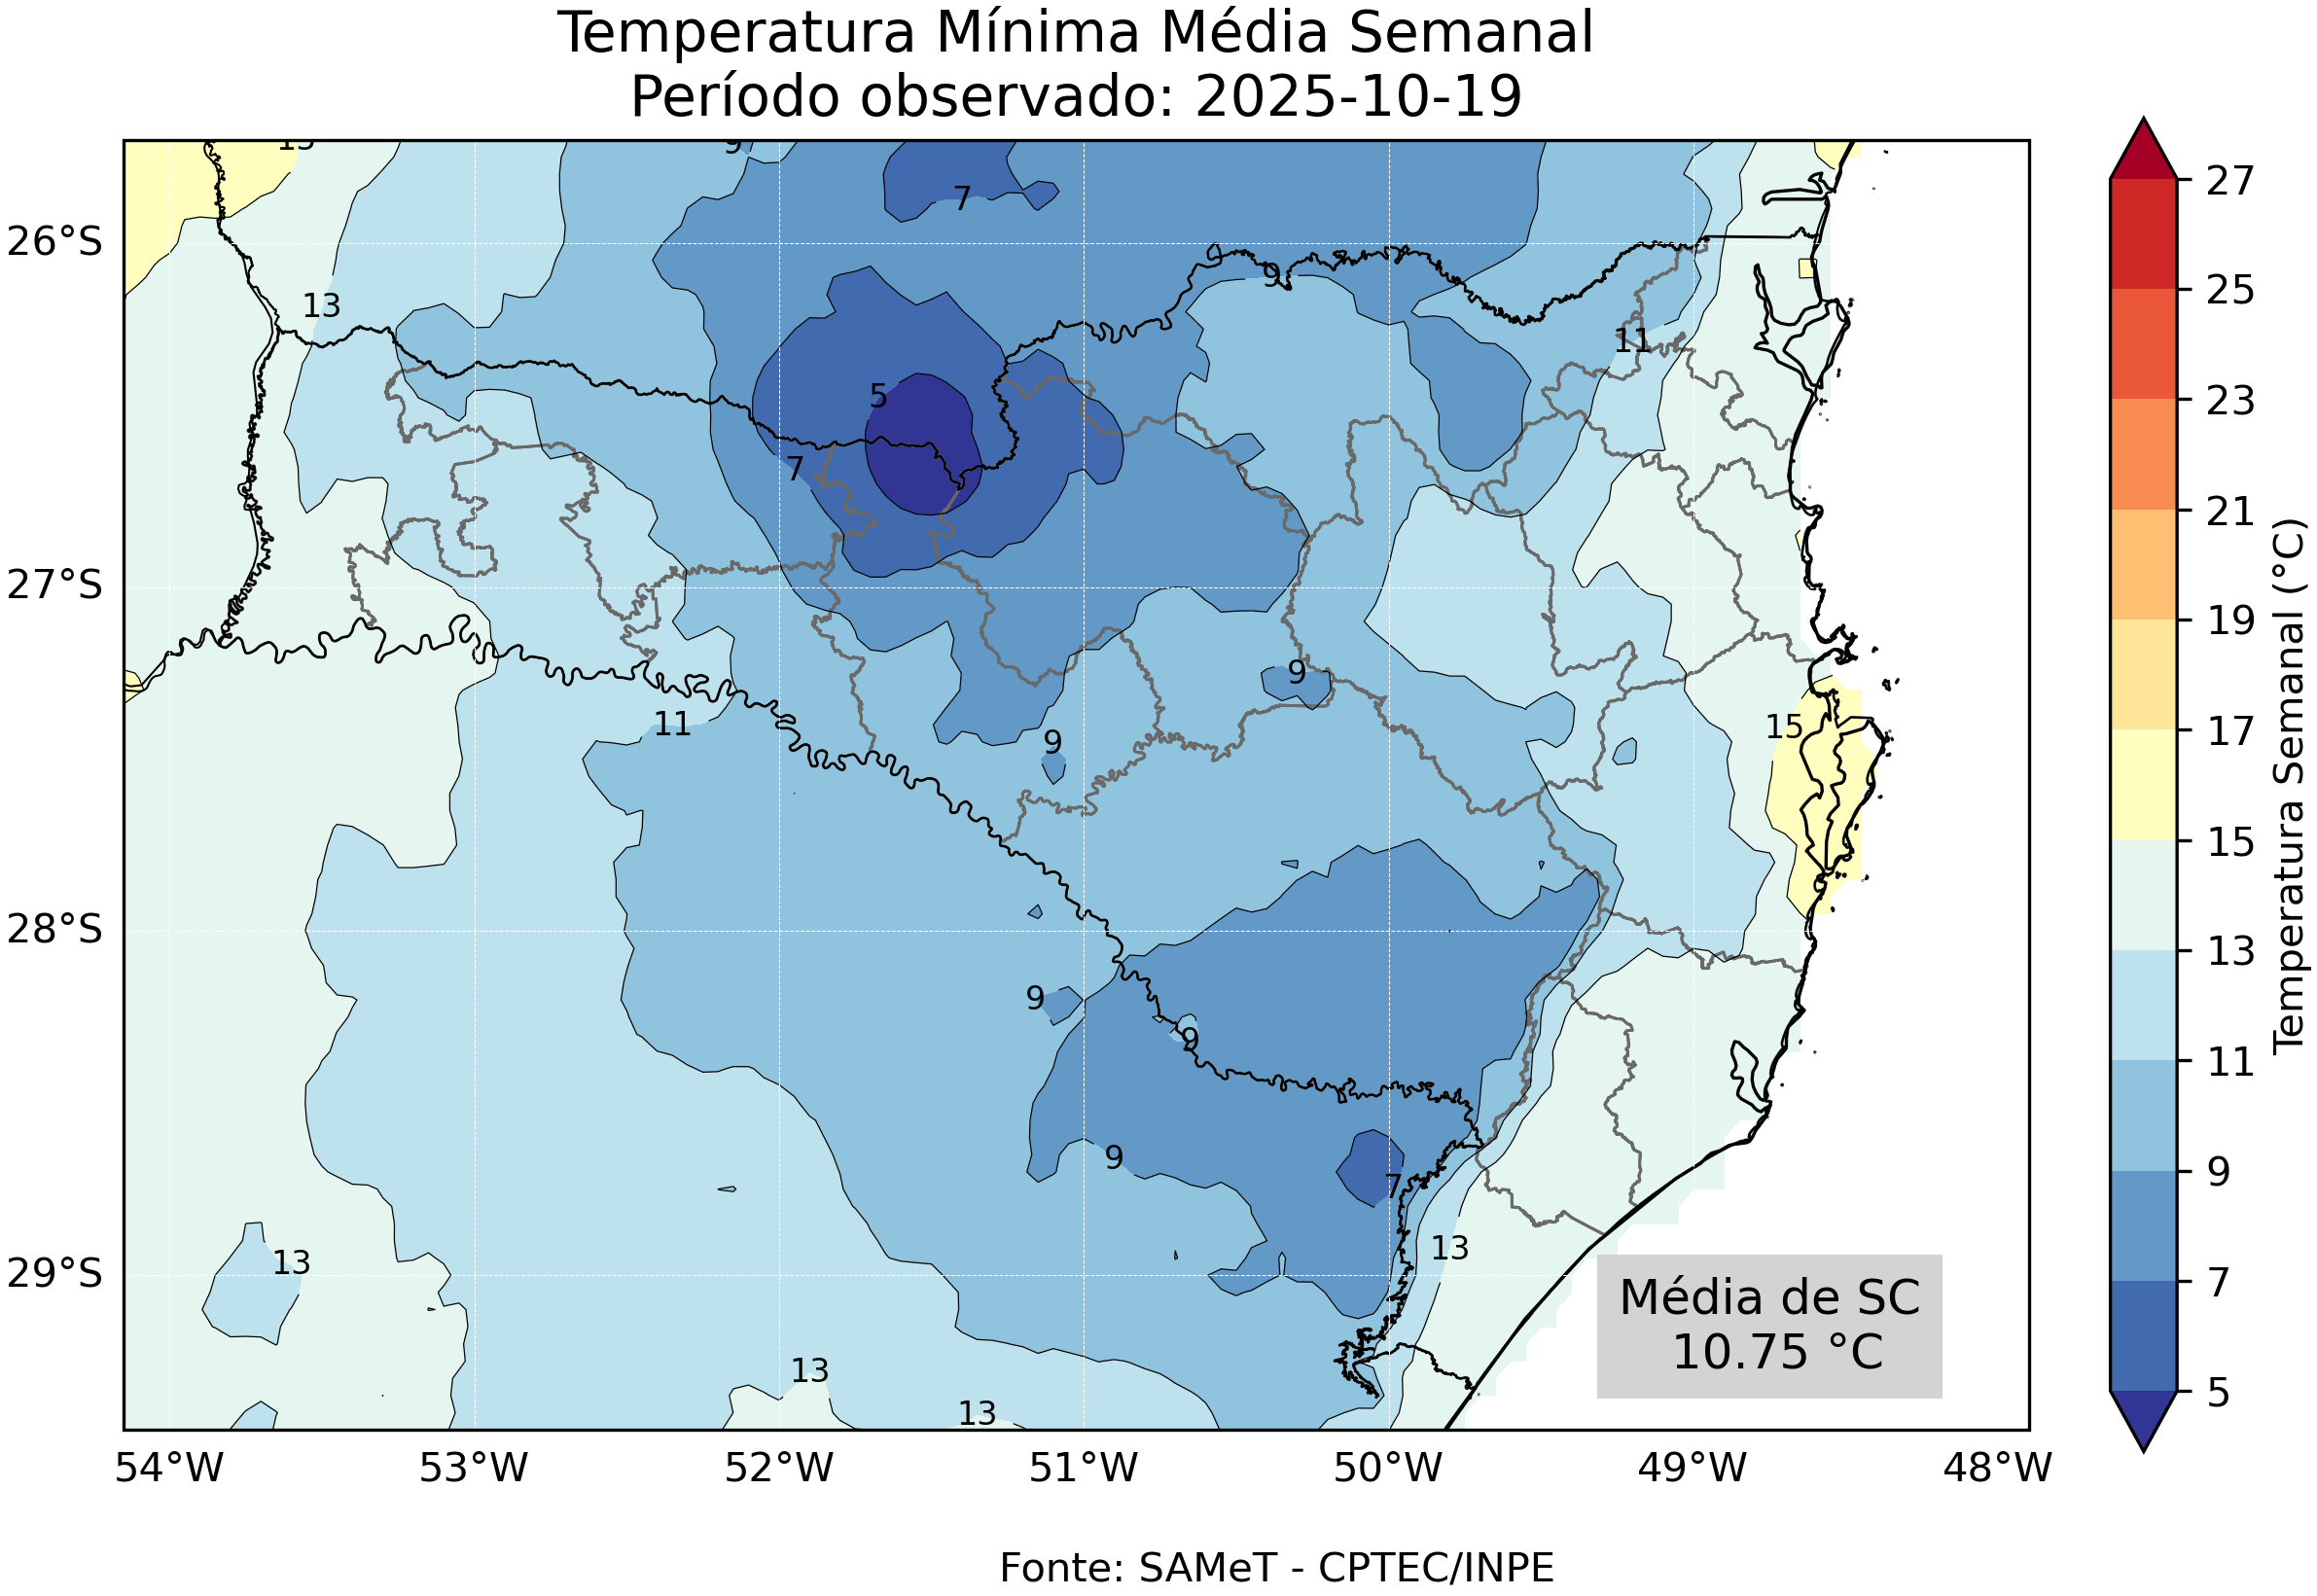 Temperatura Mínima Média Semanal
Período observado: 2025-10-19
15
9
7
26°S
9
13
11
5
7
27°S
9
11
15
9
28°S
9
9
9
7
13
13
29°S
13
13
Média de SC
10.75 °C
54°W 53°W 52°W 51°W 50°W 49°W 48°W
27
25
23
21
19
17
15
13
11
9
7
5
Temperatura Semanal (°C)
Fonte: SAMeT - CPTEC/INPE